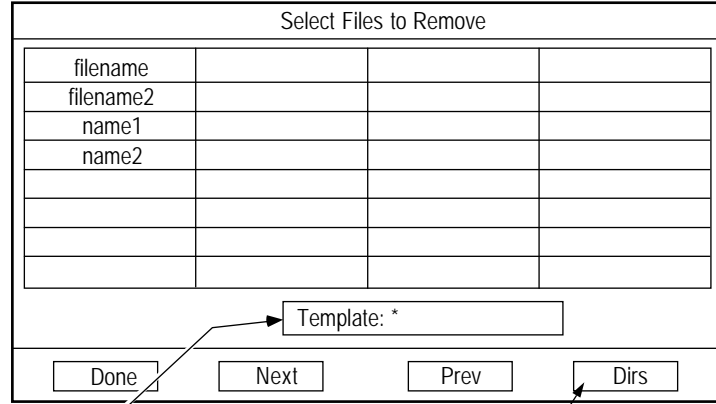 Select Files to Remove
filename
filename2
name1
name2
Template: *
Done Next Prev Dirs